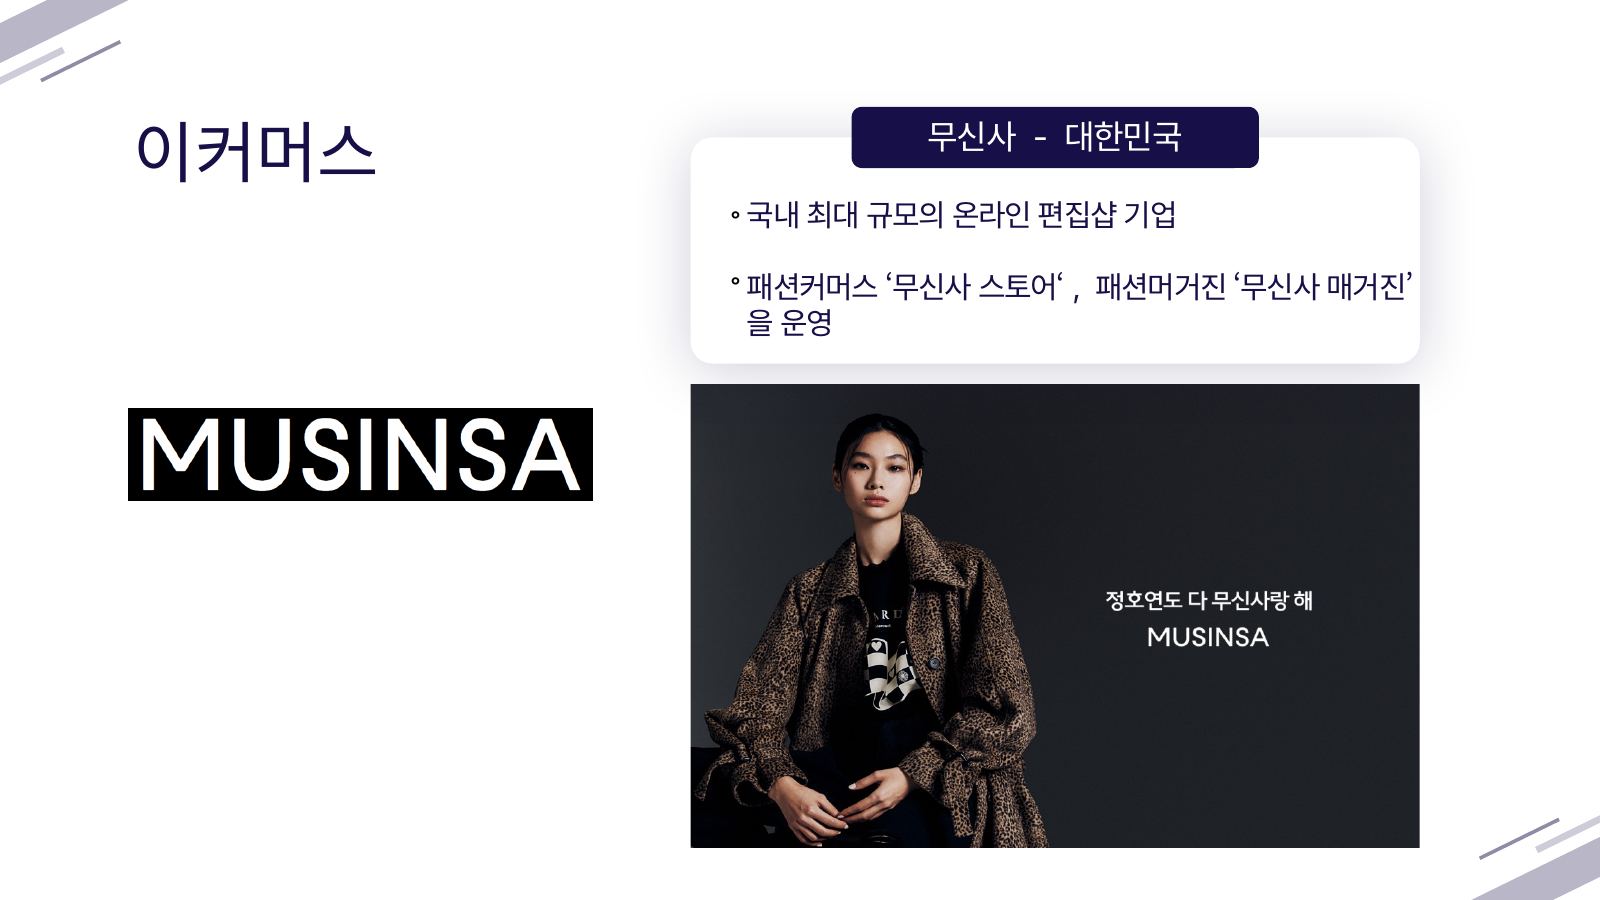 이커머스
무신사 - 대한민국
국내 최대 규모의 온라인 편집샵 기업
패션커머스 ‘무신사 스토어‘ , 패션머거진 ‘무신사 매거진’
을 운영
MUSINSA
정호연도 다 무신사랑 해
MUSINSA